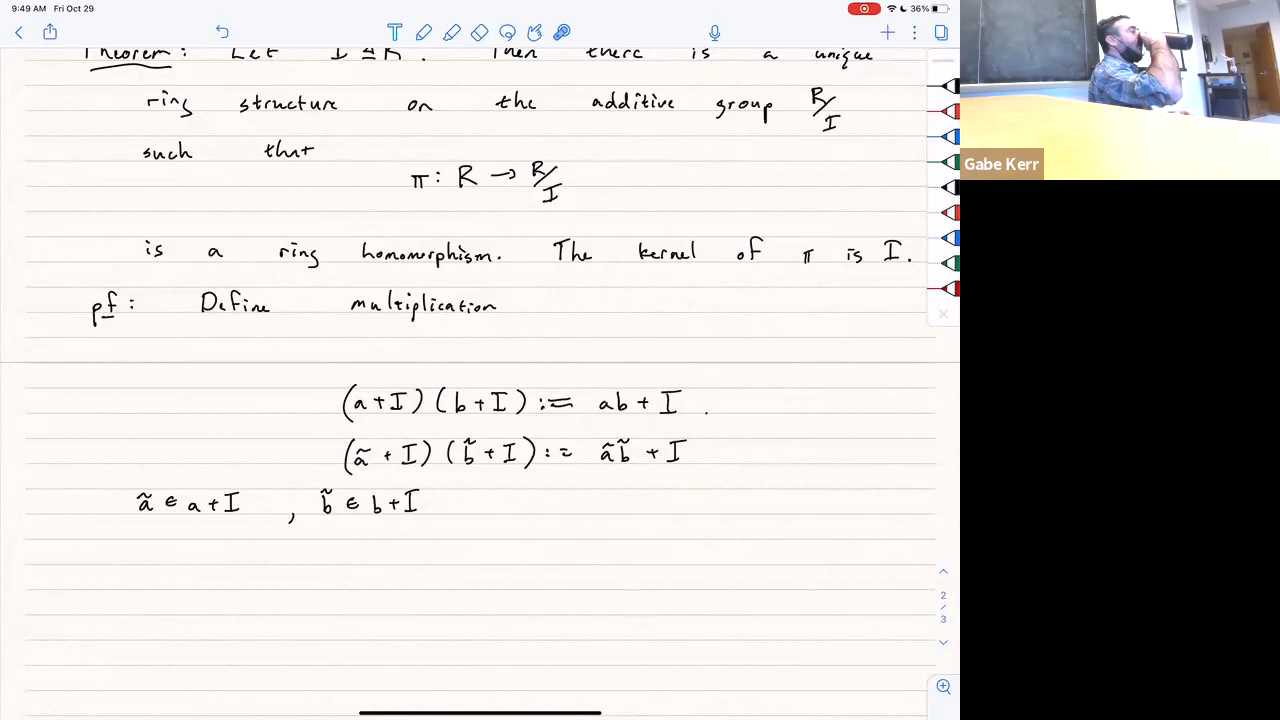 9:49 AM Fri Oct 29
36%
Theorem: Let I ⊴ R. Then there is a unique
ring structure on the additive group R/I
such that
π: R → R/I
is a ring homomorphism. The kernel of π is I.
pf: Define multiplication
(a+I)(b+I) := ab + I.
(ã + I)(b̃ + I) := ãb̃ + I
ã ∈ a+I , b̃ ∈ b+I
2
/
3
Gabe Kerr